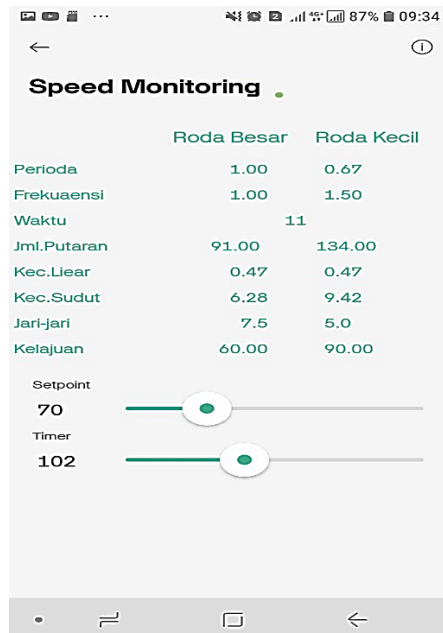 2 4G+ 87% 09:34
Speed Monitoring
Roda Besar Roda Kecil
Perioda 1.00 0.67
Frekuaensi 1.00 1.50
Waktu 11
Jml.Putaran 91.00 134.00
Kec.Liear 0.47 0.47
Kec.Sudut 6.28 9.42
Jari-jari 7.5 5.0
Kelajuan 60.00 90.00
Setpoint
70
Timer
102